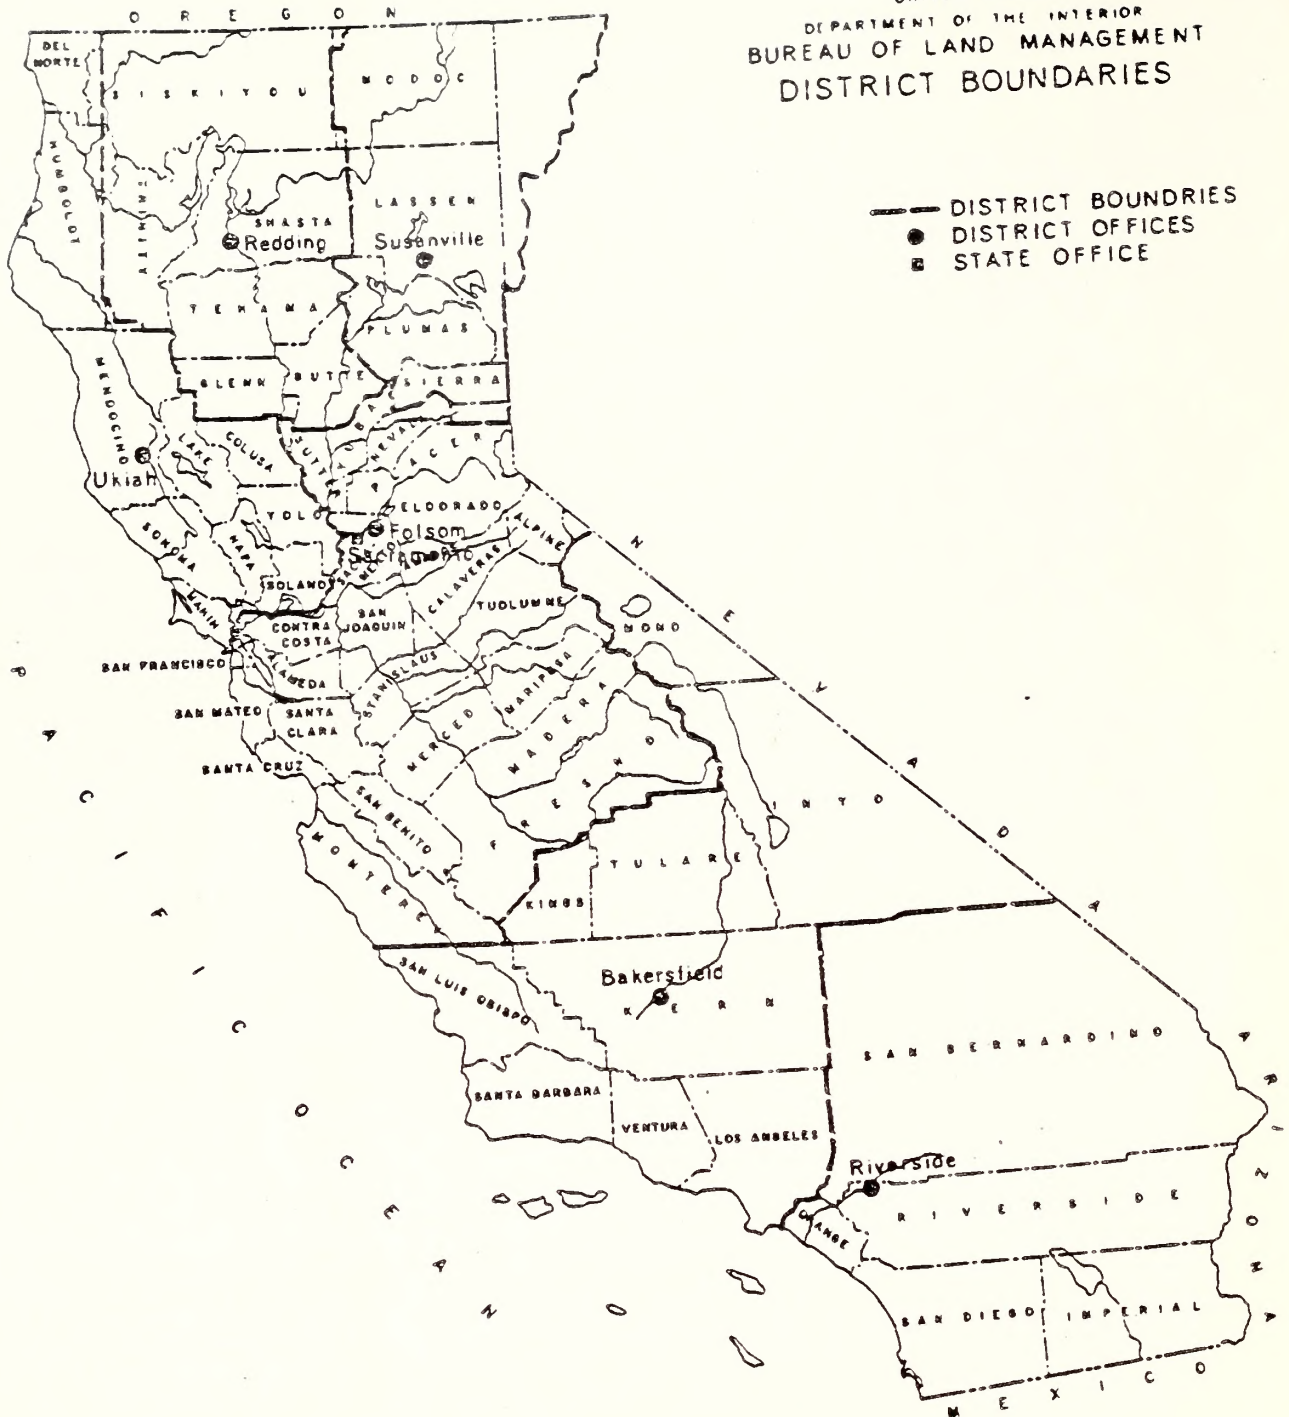 DEPARTMENT OF THE INTERIOR
BUREAU OF LAND MANAGEMENT
DISTRICT BOUNDARIES
DISTRICT BOUNDRIES
DISTRICT OFFICES
STATE OFFICE
OREGON
DEL
NORTE
SISKIYOU
MODOC
HUMBOLDT
SHASTA
LASSEN
Redding
Susanville
TEHAMA
PLUMAS
MENDOCINO
GLENN
BUTTE
SIERRA
LAKE
COLUSA
SUTTER
YUBA
NEVADA
PLACER
Ukiah
YOLO
ELDORADO
Folsom
Sacramento
ALPINE
SONOMA
NAPA
SOLANO
CALAVERAS
MARIN
CONTRA
COSTA
SAN
JOAQUIN
TUOLUMNE
MONO
SAN FRANCISCO
ALAMEDA
STANISLAUS
SAN MATEO
SANTA
CLARA
MERCED
MARIPOSA
MADERA
SANTA CRUZ
SAN BENITO
FRESNO
INYO
MONTEREY
KINGS
TULARE
NEVADA
PACIFIC OCEAN
SAN LUIS OBISPO
Bakersfield
KERN
SAN BERNARDINO
SANTA BARBARA
VENTURA
LOS ANGELES
Riverside
RIVERSIDE
ORANGE
SAN DIEGO
IMPERIAL
ARIZONA
MEXICO